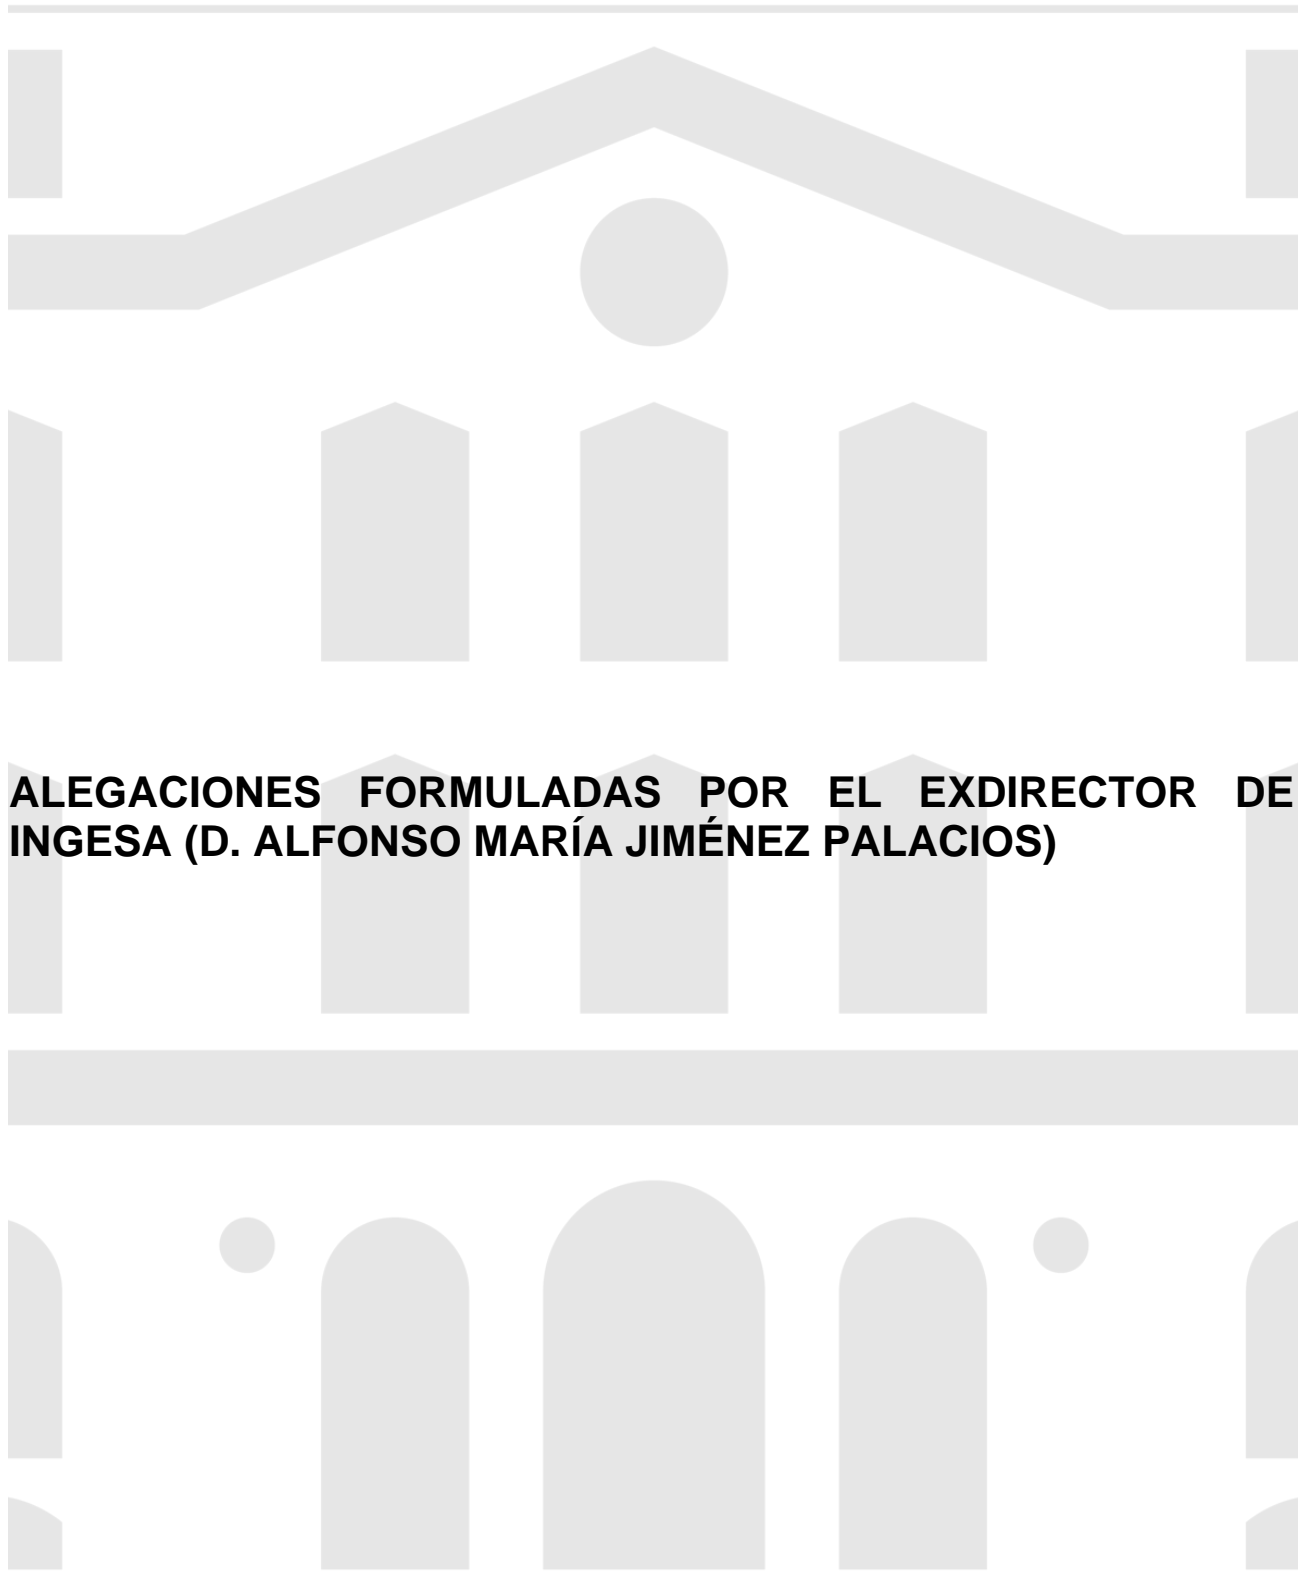 ALEGACIONES FORMULADAS POR EL EXDIRECTOR DE
INGESA (D. ALFONSO MARÍA JIMÉNEZ PALACIOS)